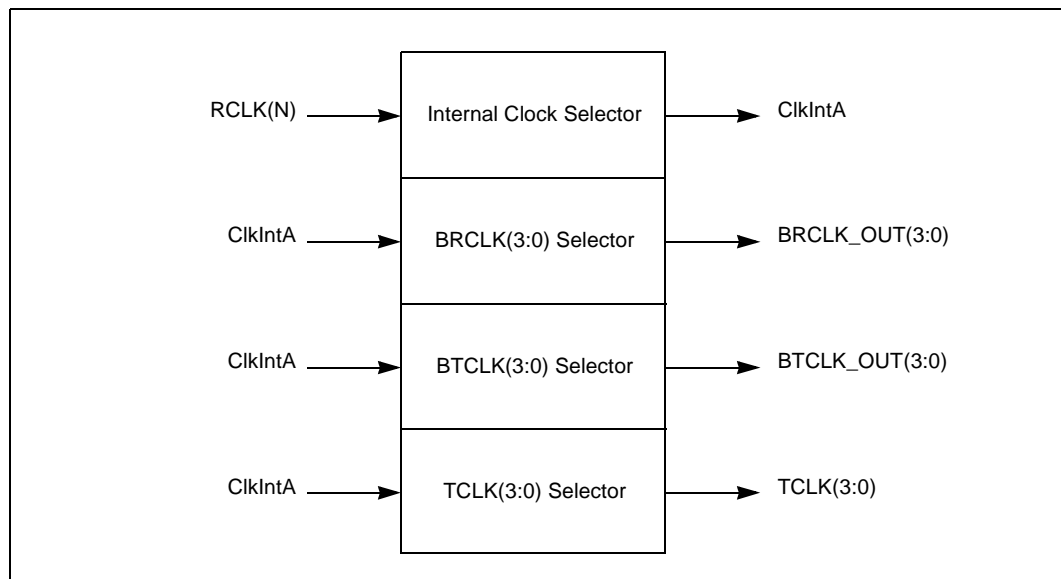 RCLK(N) Internal Clock Selector ClkIntA
ClkIntA BRCLK(3:0) Selector BRCLK_OUT(3:0)
ClkIntA BTCLK(3:0) Selector BTCLK_OUT(3:0)
ClkIntA TCLK(3:0) Selector TCLK(3:0)